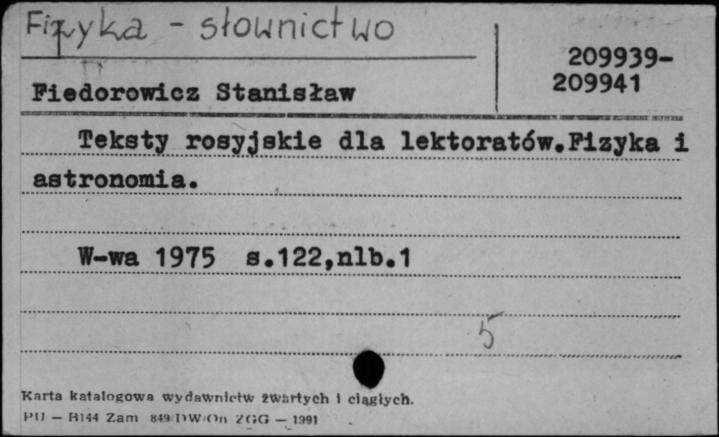 Fizyka - słownictwo
209939-
209941
Fiedorowicz Stanisław
Teksty rosyjskie dla lektoratów.Fizyka i
astronomia.
W-wa 1975 s.122,nlb.1
5
Karta katalogowa wydawnictw zwartych i ciągłych.
PU — B144 Zam 849/DW/On ZGG — 1991